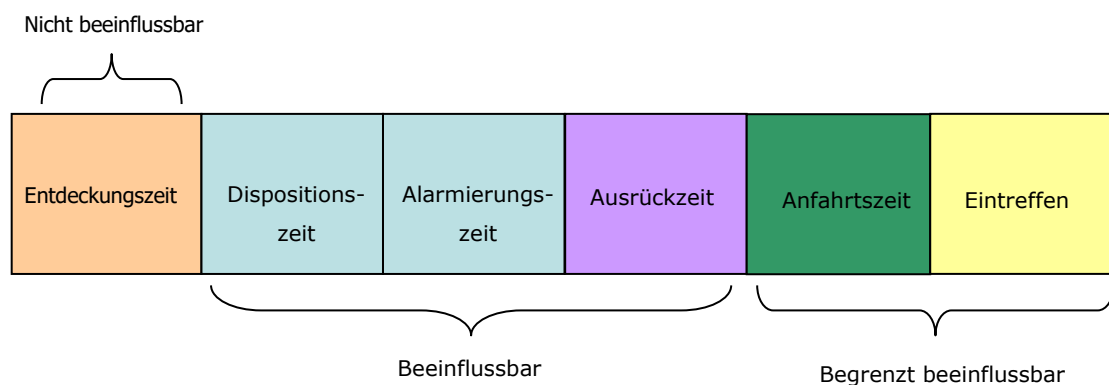 Nicht beeinflussbar
Entdeckungszeit
Dispositions-
zeit
Alarmierungs-
zeit
Ausrückzeit
Anfahrtszeit
Eintreffen
Beeinflussbar
Begrenzt beeinflussbar